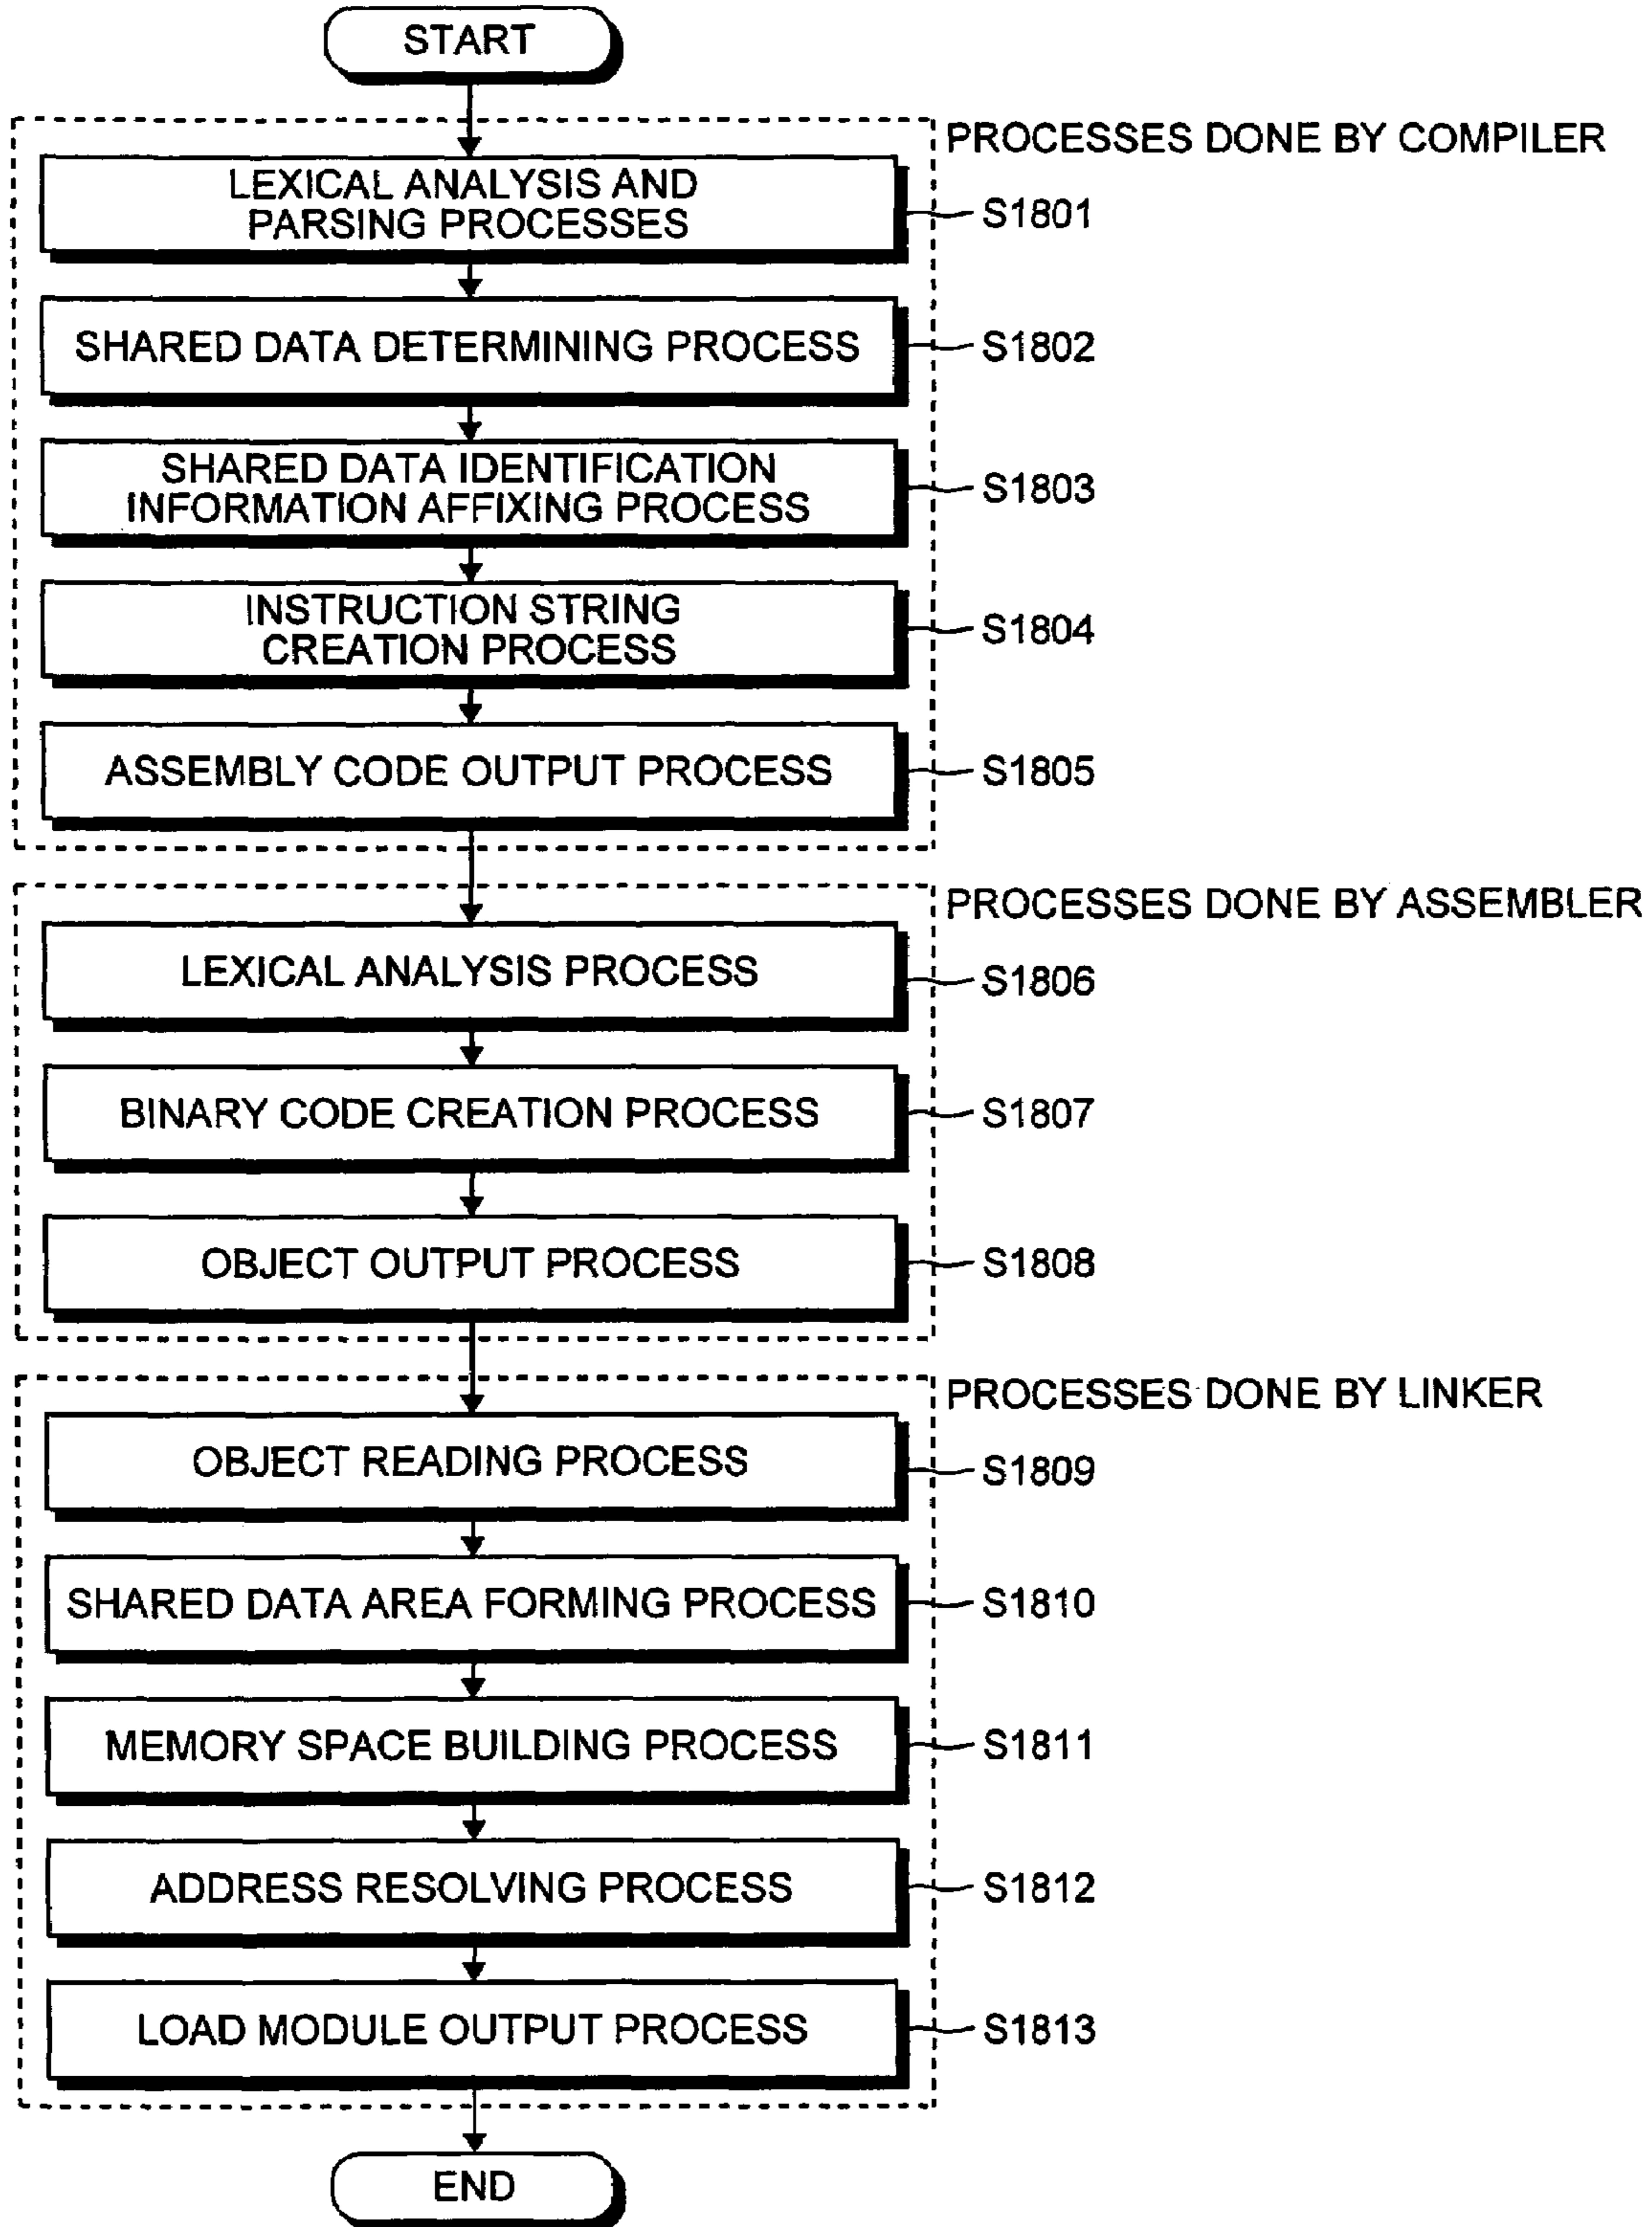 START
PROCESSES DONE BY COMPILER
LEXICAL ANALYSIS AND
PARSING PROCESSES
S1801
SHARED DATA DETERMINING PROCESS
S1802
SHARED DATA IDENTIFICATION
INFORMATION AFFIXING PROCESS
S1803
INSTRUCTION STRING
CREATION PROCESS
S1804
ASSEMBLY CODE OUTPUT PROCESS
S1805
PROCESSES DONE BY ASSEMBLER
LEXICAL ANALYSIS PROCESS
S1806
BINARY CODE CREATION PROCESS
S1807
OBJECT OUTPUT PROCESS
S1808
PROCESSES DONE BY LINKER
OBJECT READING PROCESS
S1809
SHARED DATA AREA FORMING PROCESS
S1810
MEMORY SPACE BUILDING PROCESS
S1811
ADDRESS RESOLVING PROCESS
S1812
LOAD MODULE OUTPUT PROCESS
S1813
END